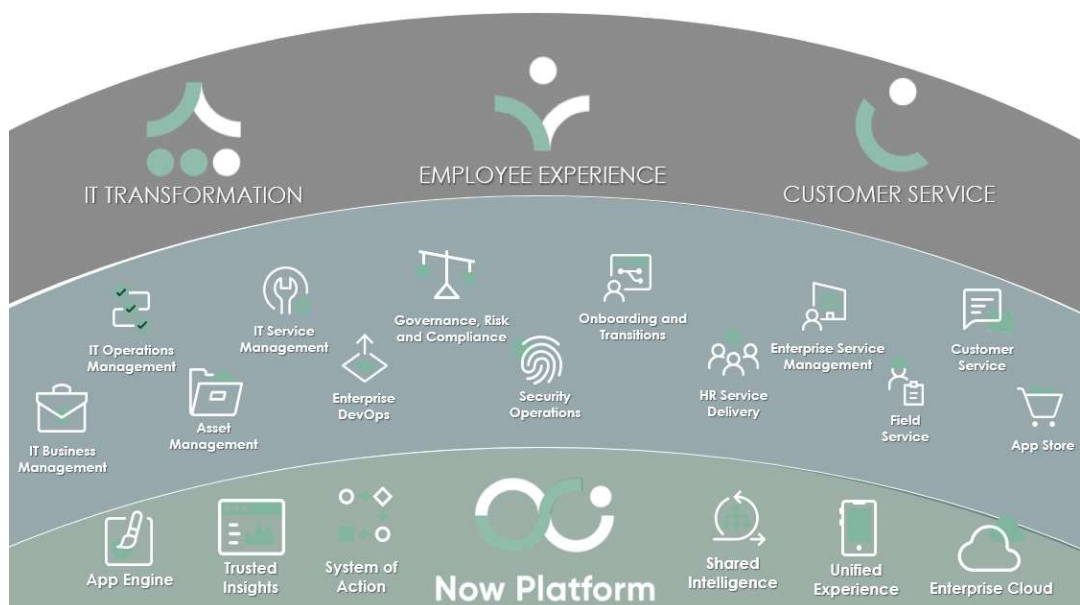 IT TRANSFORMATION
EMPLOYEE EXPERIENCE
CUSTOMER SERVICE
IT Operations
Management
IT Service
Management
Governance, Risk
and Compliance
Onboarding and
Transitions
Enterprise Service
Management
Customer
Service
IT Business
Management
Asset
Management
Enterprise
DevOps
Security
Operations
HR Service
Delivery
Field
Service
App Store
App Engine
Trusted
Insights
System of
Action
Now Platform
Shared
Intelligence
Unified
Experience
Enterprise Cloud